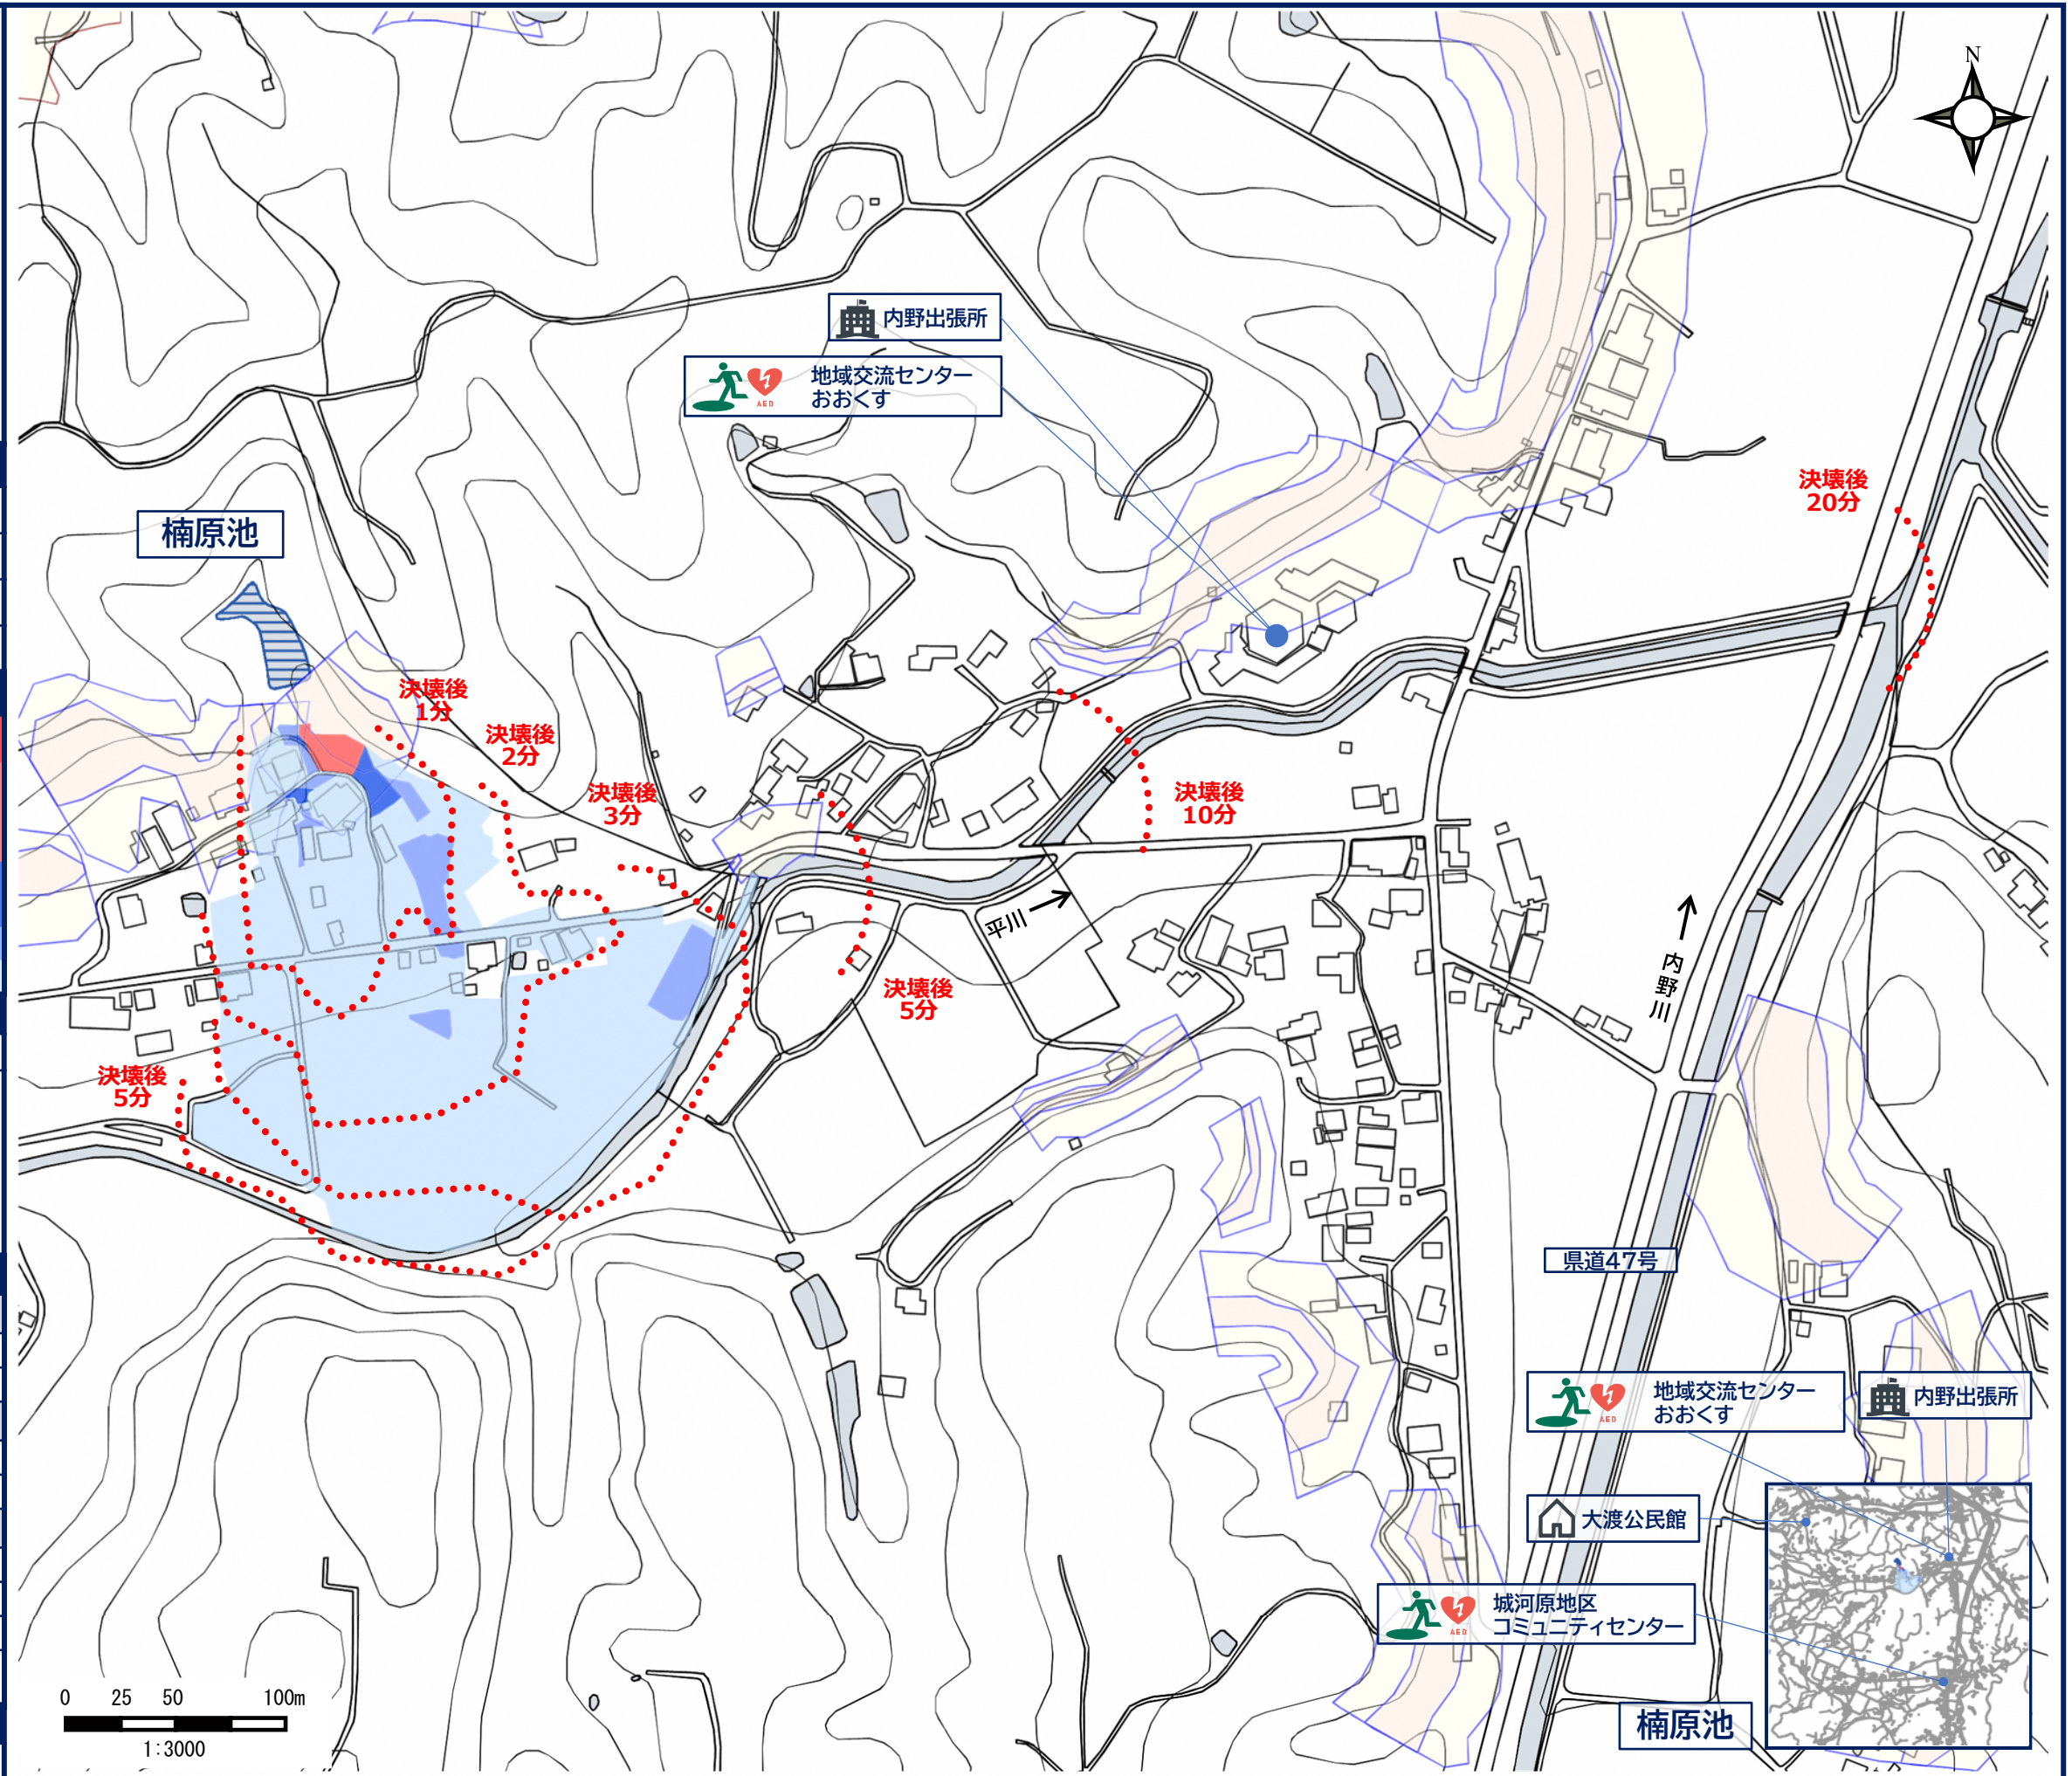 N
内野出張所
AED
地域交流センター
おおくす
決壊後
20分
楠原池
決壊後
1分
決壊後
2分
決壊後
3分
決壊後
10分
平川
決壊後
5分
内野川
決壊後
5分
県道47号
AED
地域交流センター
おおくす
内野出張所
大渡公民館
AED
城河原地区
コミュニティセンター
0 25 50 100m
1:3000
楠原池